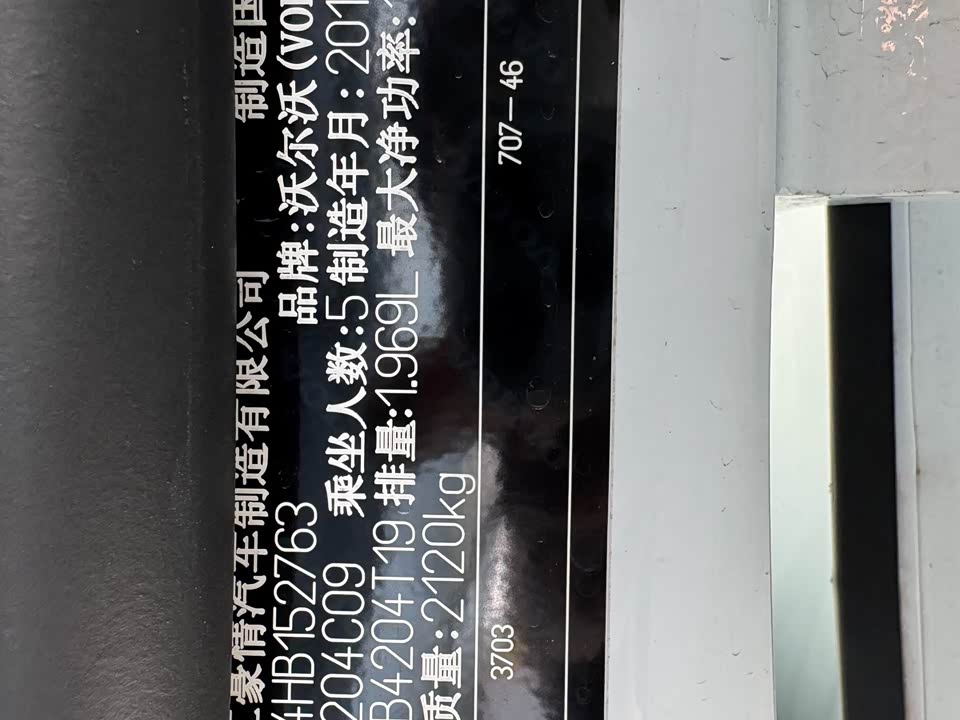 豪情汽车制造有限公司 制造国
4HB152763 品牌:沃尔沃(VOL
204C09 乘坐人数:5 制造年月:201
B4204T19 排量:1.969L 最大净功率:
质量:2120kg
3703 707-46